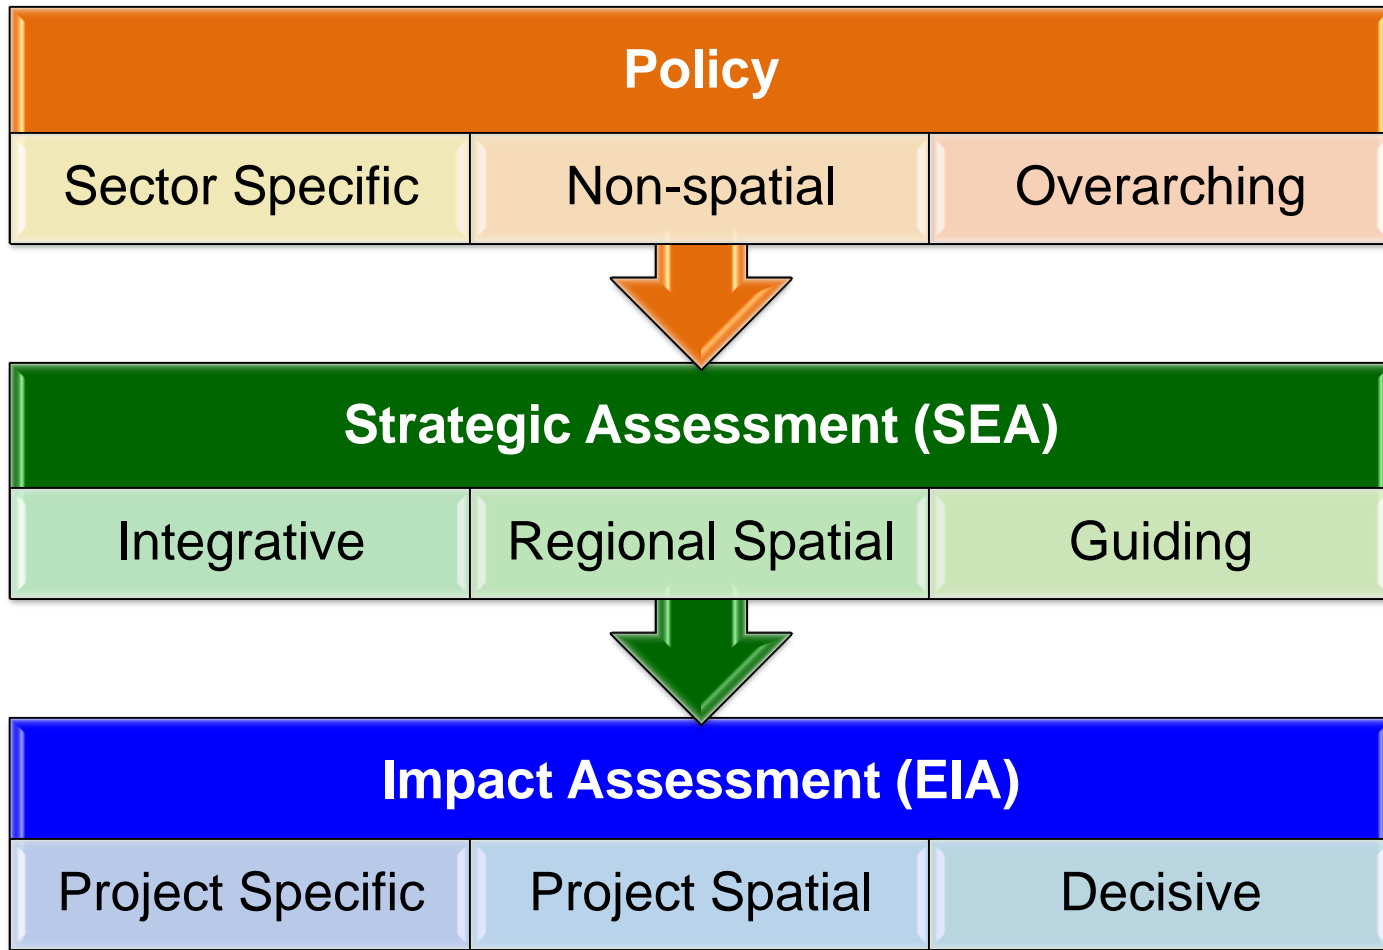 Policy
Sector Specific
Non-spatial
Overarching
Strategic Assessment (SEA)
Integrative
Regional Spatial
Guiding
Impact Assessment (EIA)
Project Specific
Project Spatial
Decisive